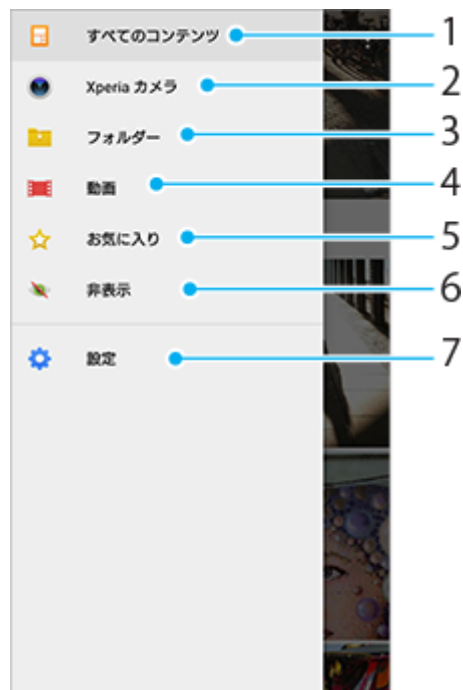 すべてのコンテンツ 1
Xperia カメラ 2
フォルダー 3
動画 4
お気に入り 5
非表示 6
設定 7